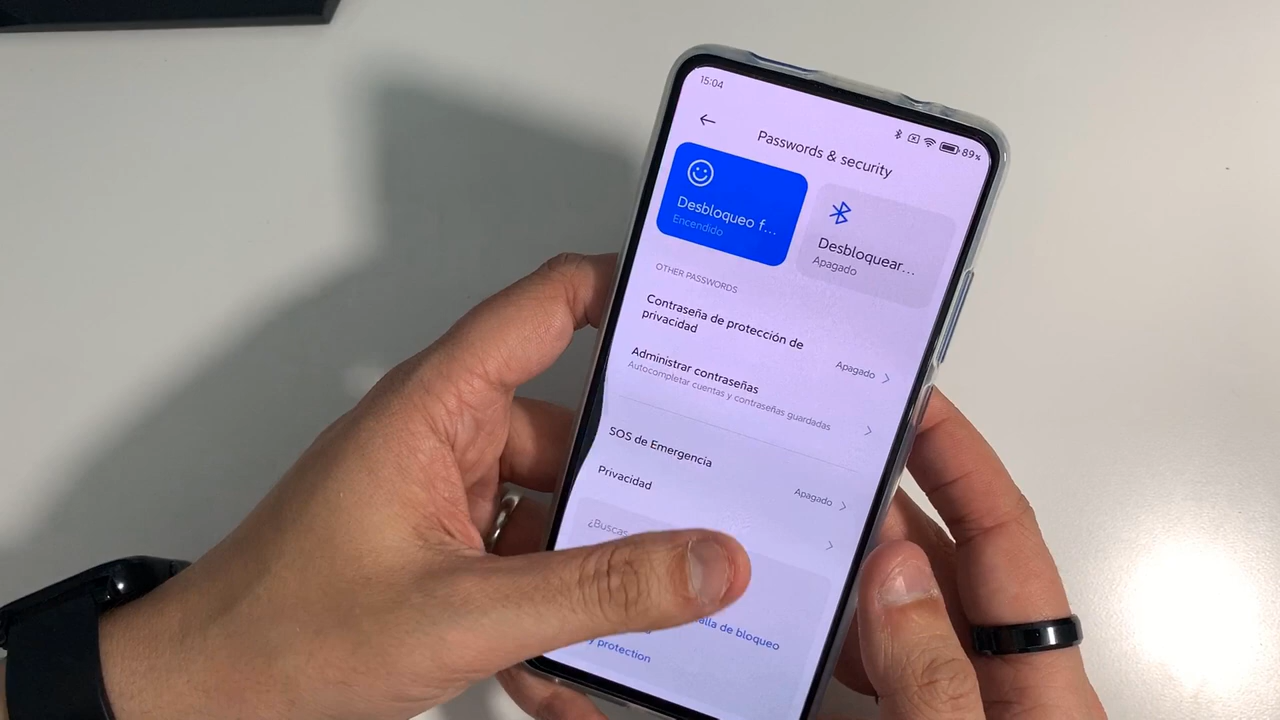 15:04
89%
Passwords & security
Desbloqueo f...
Encendido
Desbloquear...
Apagado
OTHER PASSWORDS
Contraseña de protección de
privacidad
Apagado
Administrar contraseñas
Autocompletar cuentas y contraseñas guardadas
SOS de Emergencia
Apagado
Privacidad
¿Buscas
de bloqueo
y protection